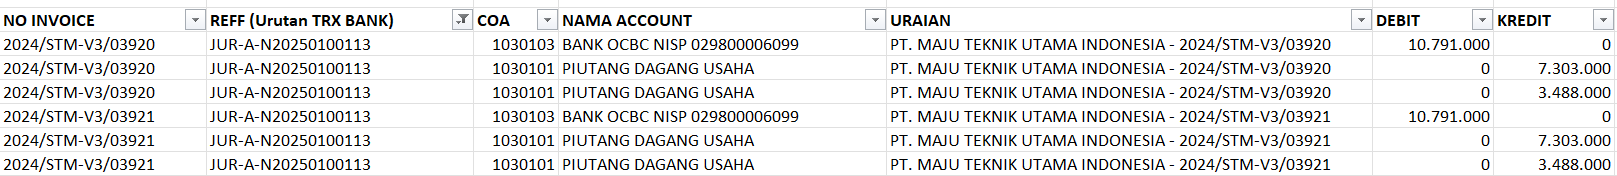 NO INVOICE REFF (Urutan TRX BANK) COA NAMA ACCOUNT URAIAN DEBIT KREDIT
2024/STM-V3/03920 JUR-A-N20250100113 1030103 BANK OCBC NISP 029800006099 PT. MAJU TEKNIK UTAMA INDONESIA - 2024/STM-V3/03920 10.791.000 0
2024/STM-V3/03920 JUR-A-N20250100113 1030101 PIUTANG DAGANG USAHA PT. MAJU TEKNIK UTAMA INDONESIA - 2024/STM-V3/03920 0 7.303.000
2024/STM-V3/03920 JUR-A-N20250100113 1030101 PIUTANG DAGANG USAHA PT. MAJU TEKNIK UTAMA INDONESIA - 2024/STM-V3/03920 0 3.488.000
2024/STM-V3/03921 JUR-A-N20250100113 1030103 BANK OCBC NISP 029800006099 PT. MAJU TEKNIK UTAMA INDONESIA - 2024/STM-V3/03921 10.791.000 0
2024/STM-V3/03921 JUR-A-N20250100113 1030101 PIUTANG DAGANG USAHA PT. MAJU TEKNIK UTAMA INDONESIA - 2024/STM-V3/03921 0 7.303.000
2024/STM-V3/03921 JUR-A-N20250100113 1030101 PIUTANG DAGANG USAHA PT. MAJU TEKNIK UTAMA INDONESIA - 2024/STM-V3/03921 0 3.488.000